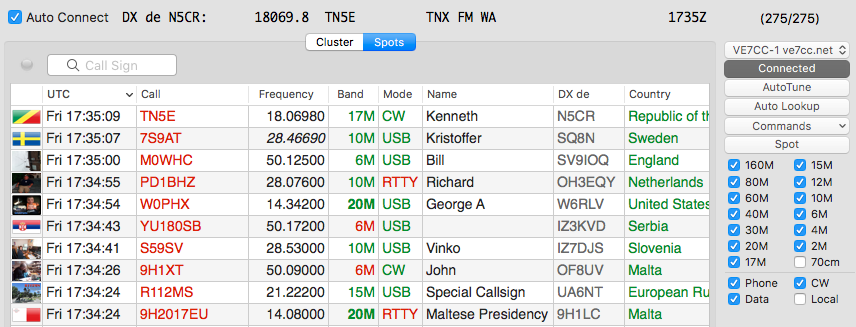 Auto Connect DX de N5CR: 18069.8 TN5E TNX FM WA 1735Z (275/275)
Cluster Spots
Call Sign
UTC Call Frequency Band Mode Name DX de Country
Fri 17:35:09 TN5E 18.06980 17M CW Kenneth N5CR Republic of th
Fri 17:35:07 7S9AT 28.46690 10M USB Kristoffer SQ8N Sweden
Fri 17:35:00 M0WHC 50.12500 6M USB Bill SV9IOQ England
Fri 17:34:55 PD1BHZ 28.07600 10M RTTY Richard OH3EQY Netherlands
Fri 17:34:54 W0PHX 14.34200 20M USB George A W6RLV United States
Fri 17:34:43 YU180SB 50.17200 6M USB IZ3KVD Serbia
Fri 17:34:41 S59SV 28.53000 10M USB Vinko IZ7DJS Slovenia
Fri 17:34:26 9H1XT 50.09000 6M CW John OF8UV Malta
Fri 17:34:24 R112MS 21.22200 15M USB Special Callsign UA6NT European Ru
Fri 17:34:24 9H2017EU 14.08000 20M RTTY Maltese Presidency 9H1LC Malta
VE7CC-1 ve7cc.net
Connected
AutoTune
Auto Lookup
Commands
Spot
160M 15M
80M 12M
60M 10M
40M 6M
30M 4M
20M 2M
17M 70cm
Phone CW
Data Local